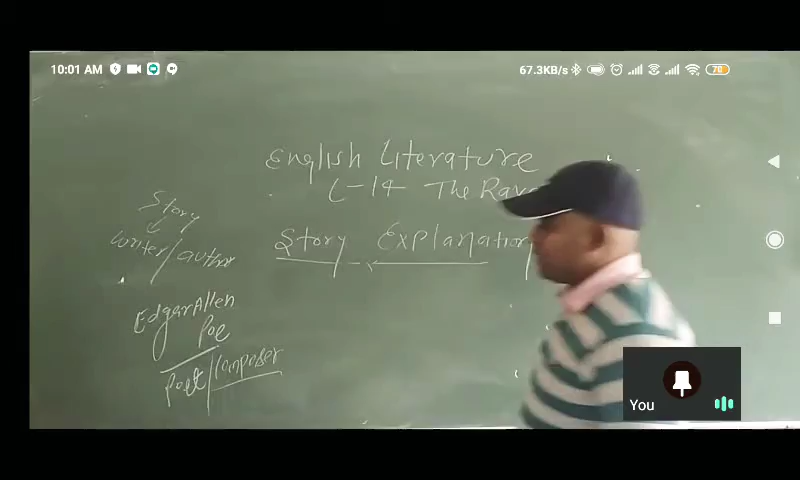 10:01 AM
67.3KB/s
70
English Literature
L-14 The Rav
Story Explanation
Story
writer/author
Edgar Allen
Poe
Poet/Composer
You